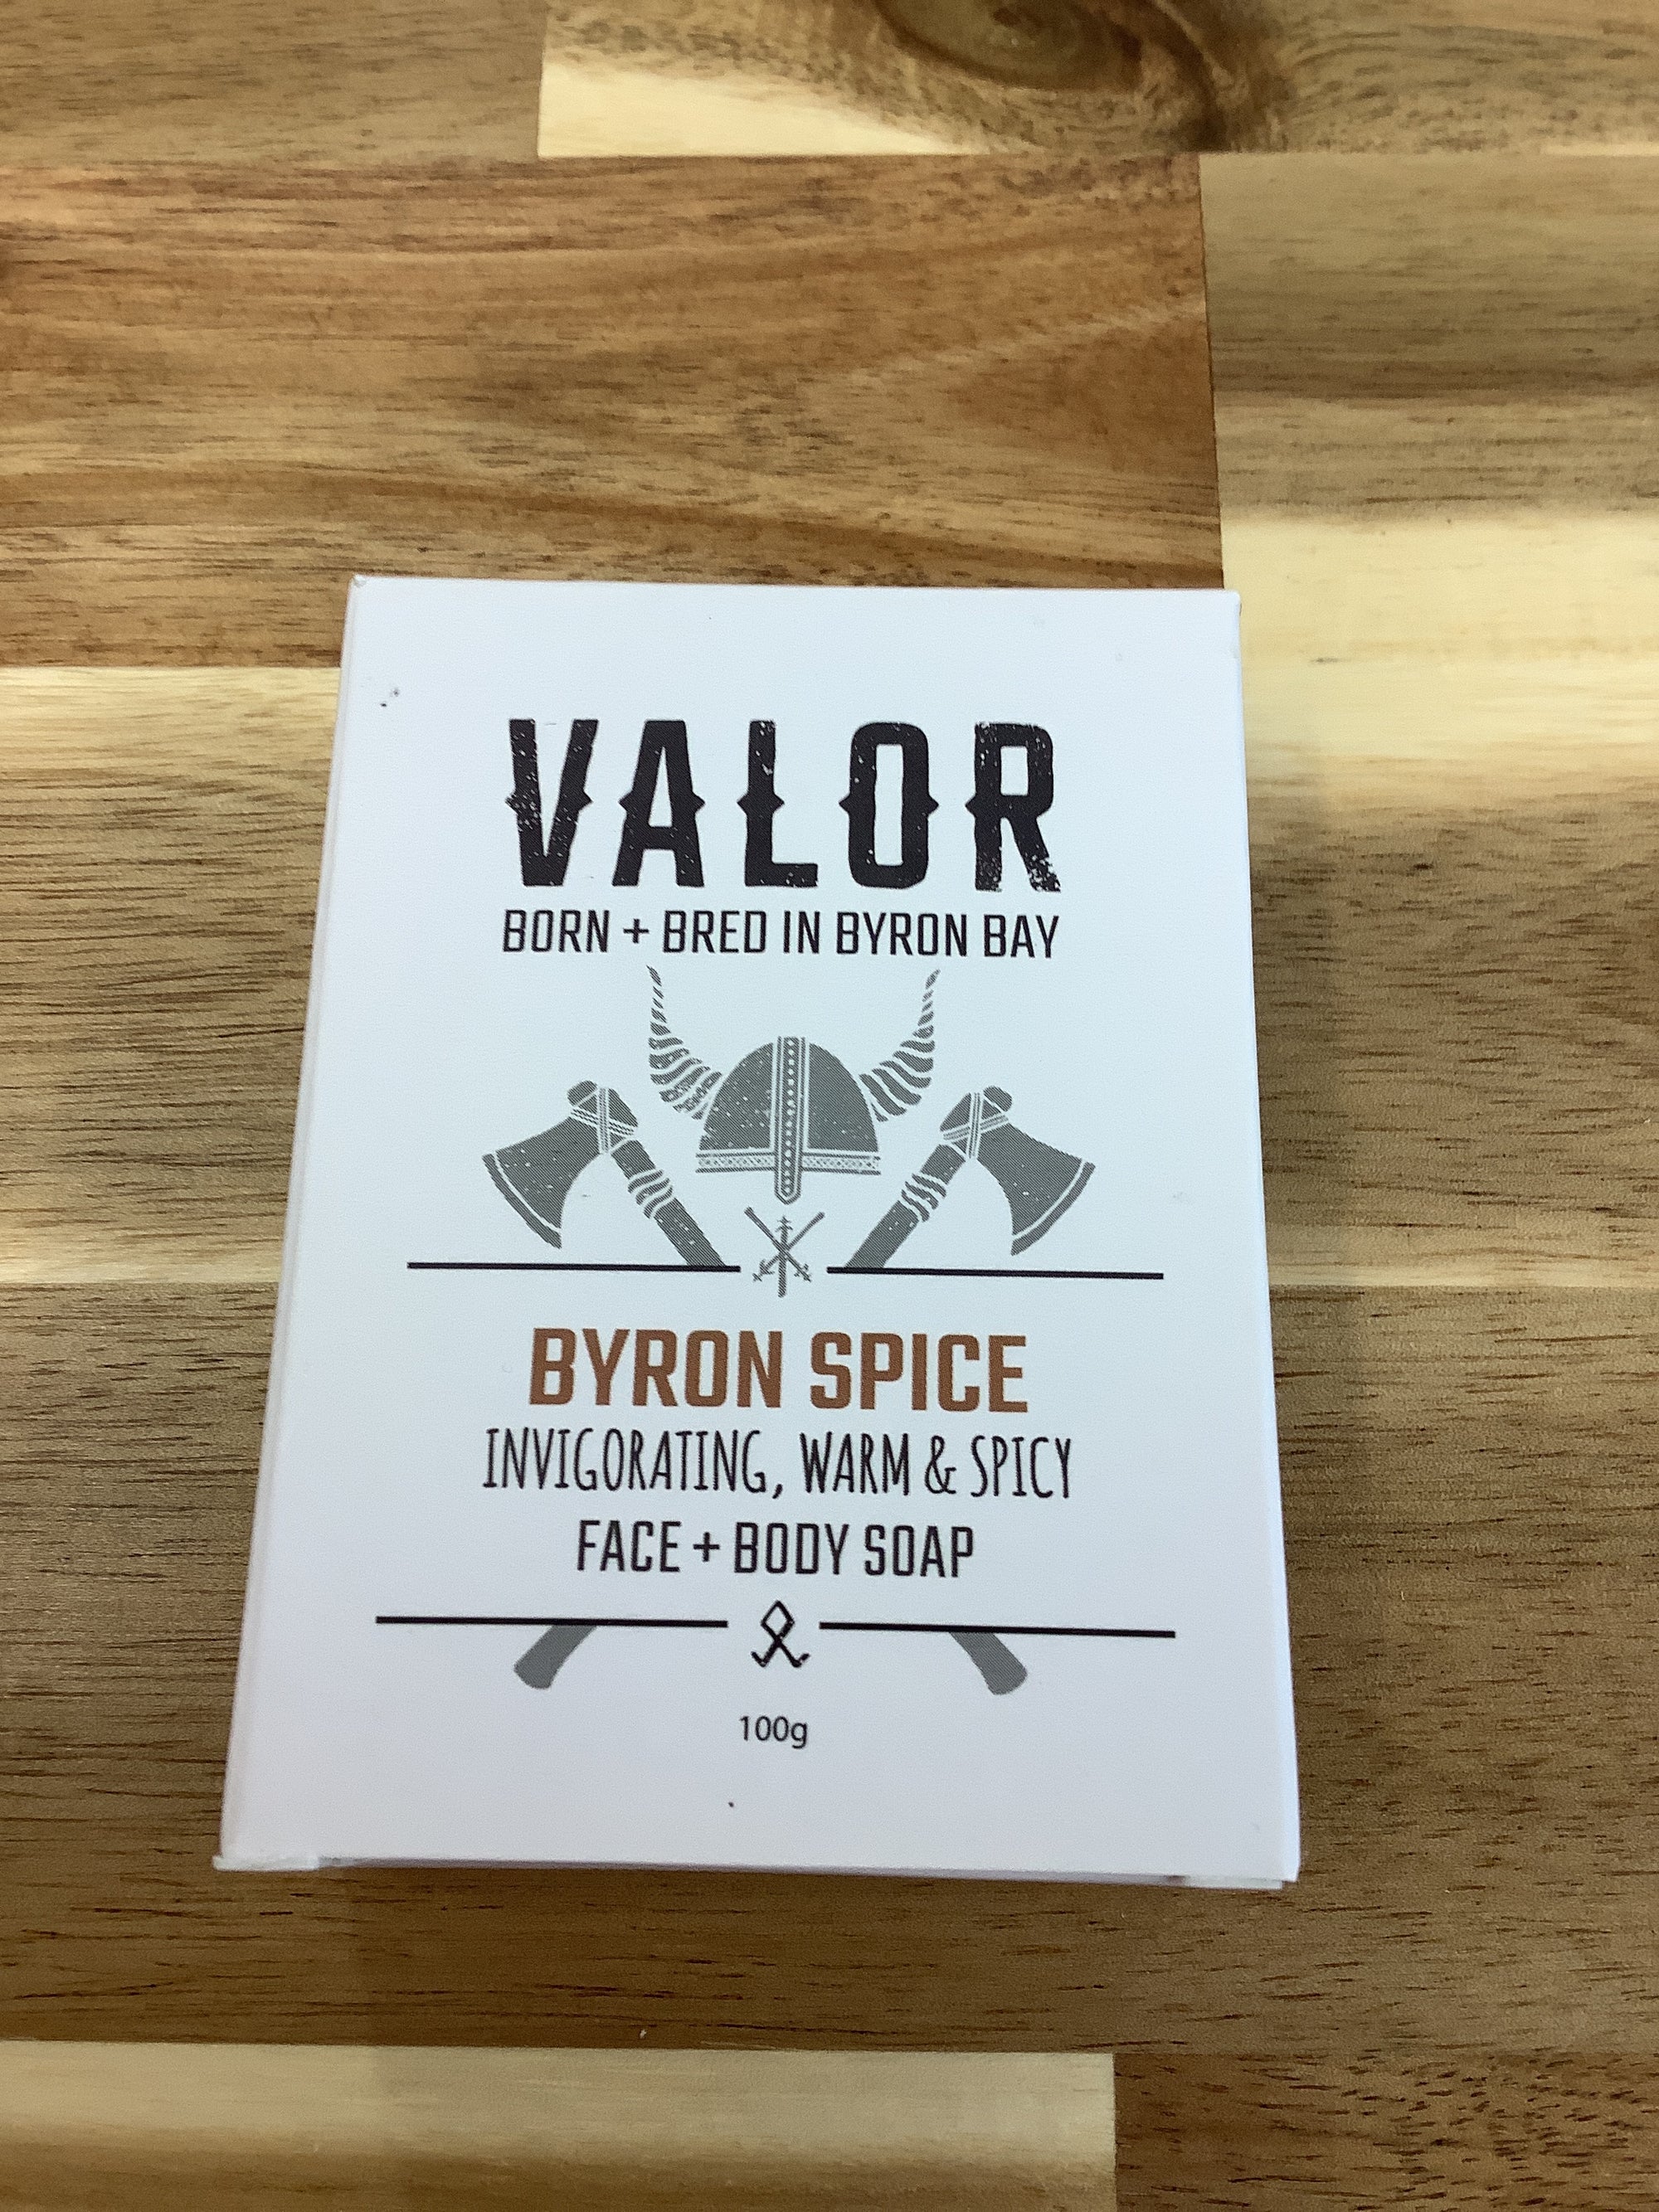 VALOR
BORN + BRED IN BYRON BAY
BYRON SPICE
INVIGORATING, WARM & SPICY
FACE + BODY SOAP
100g